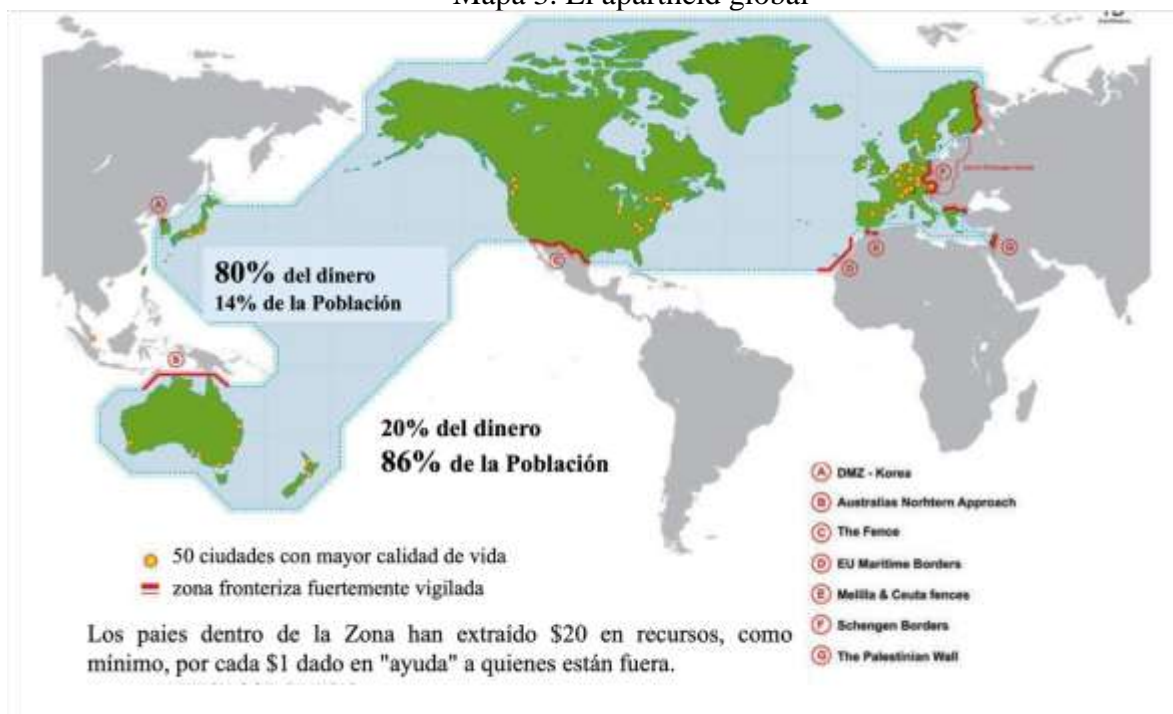 Mapa 3. El apartheid global
80% del dinero
14% de la Población
20% del dinero
86% de la Población
50 ciudades con mayor calidad de vida
zona fronteriza fuertemente vigilada
Los paies dentro de la Zona han extraído $20 en recursos, como
mínimo, por cada $1 dado en "ayuda" a quienes están fuera.
A DMZ - Korea
B Australias Norhtern Approach
C The Fence
D EU Maritime Borders
E Melilla & Ceuta fences
F Schengen Borders
G The Palestinian Wall
A
C
D
E
F
G